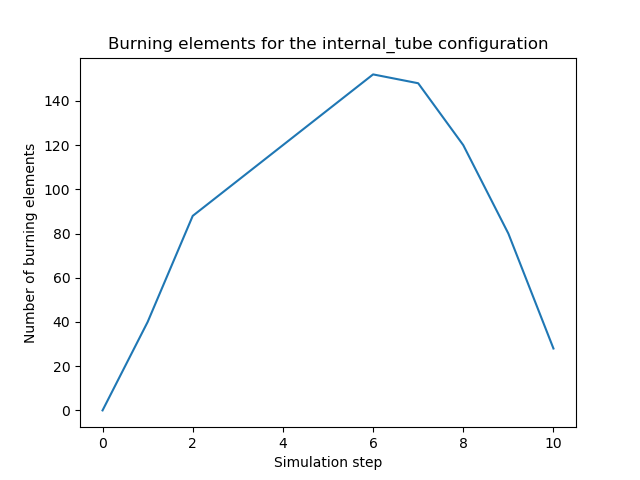 Burning elements for the internal_tube configuration
Number of burning elements
140
120
100
80
60
40
20
0
0 2 4 6 8 10
Simulation step